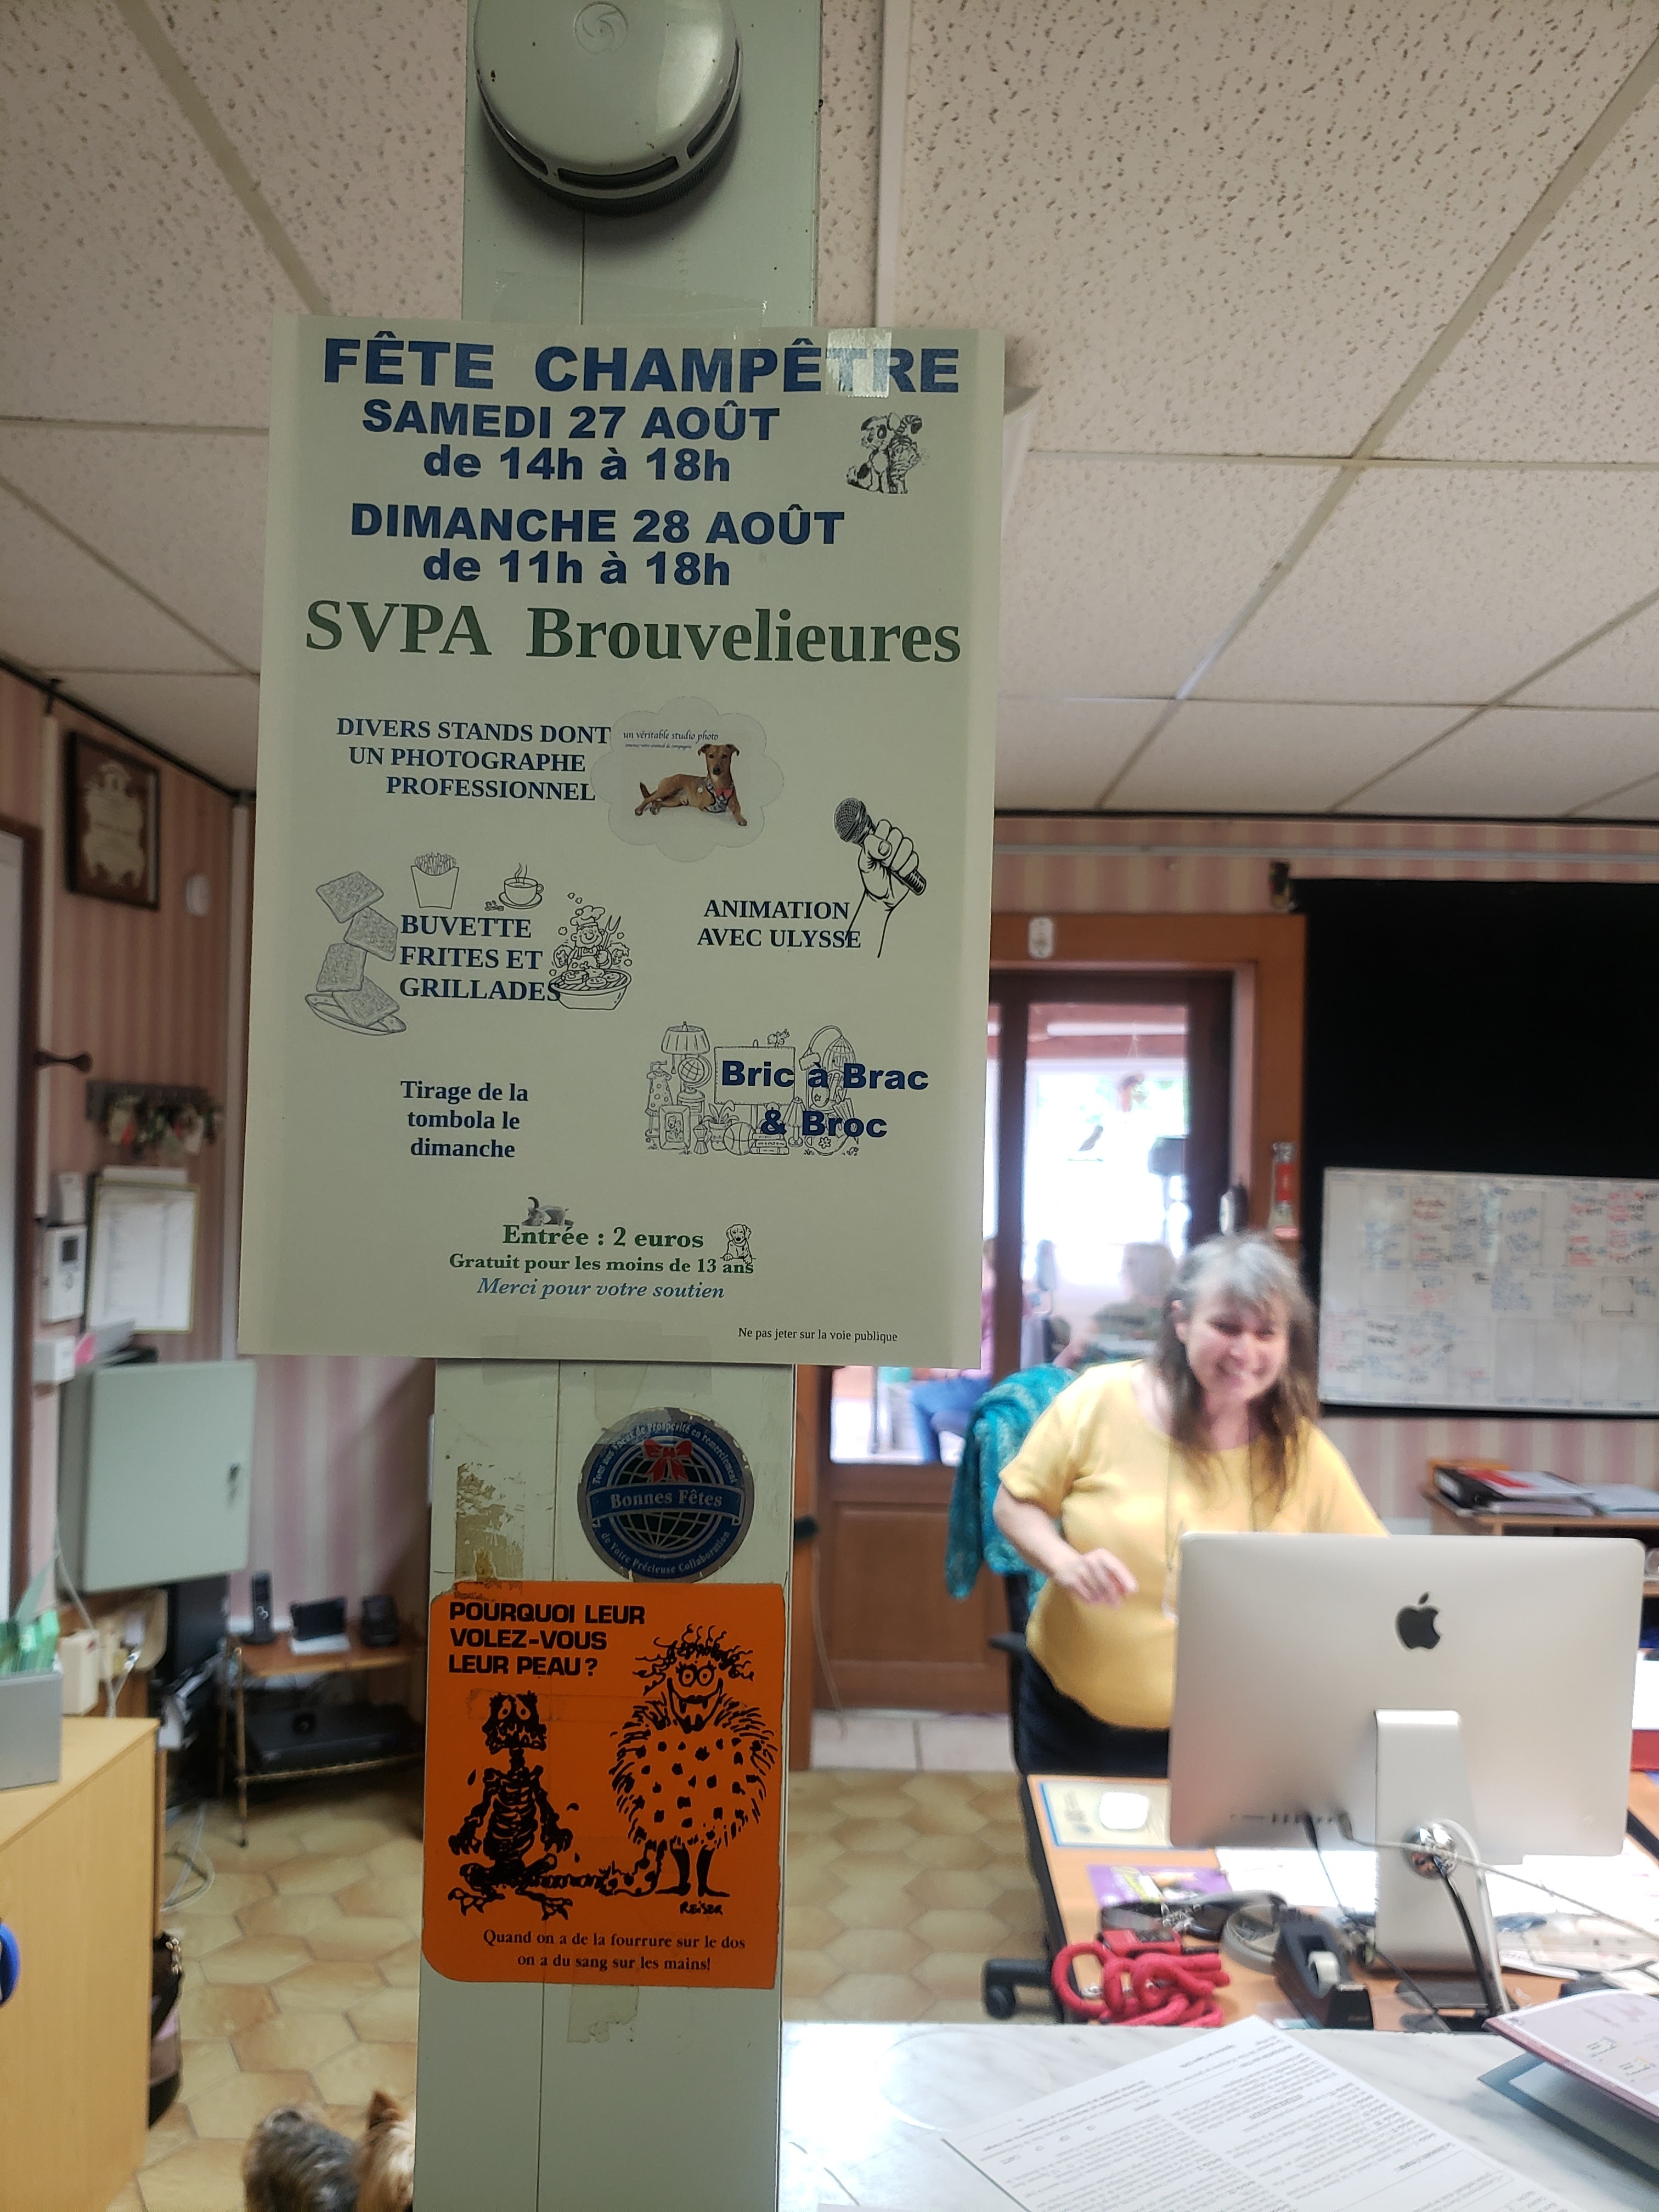 FÊTE CHAMPÊTRE
SAMEDI 27 AOÛT
de 14h à 18h
DIMANCHE 28 AOÛT
de 11h à 18h
SVPA Brouvelieures
DIVERS STANDS DONT
UN PHOTOGRAPHE
PROFESSIONNEL
un véritable studio photo
BUVETTE
FRITES ET
GRILLADES
ANIMATION
AVEC ULYSSE
Bric à Brac
& Broc
Tirage de la
tombola le
dimanche
Entrée : 2 euros
Gratuit pour les moins de 13 ans
Merci pour votre soutien
Ne pas jeter sur la voie publique
Bonnes Fêtes
de Votre Précieuse Collaboration
POURQUOI LEUR
VOLEZ-VOUS
LEUR PEAU?
REISER
Quand on a de la fourrure sur le dos
on a du sang sur les mains!